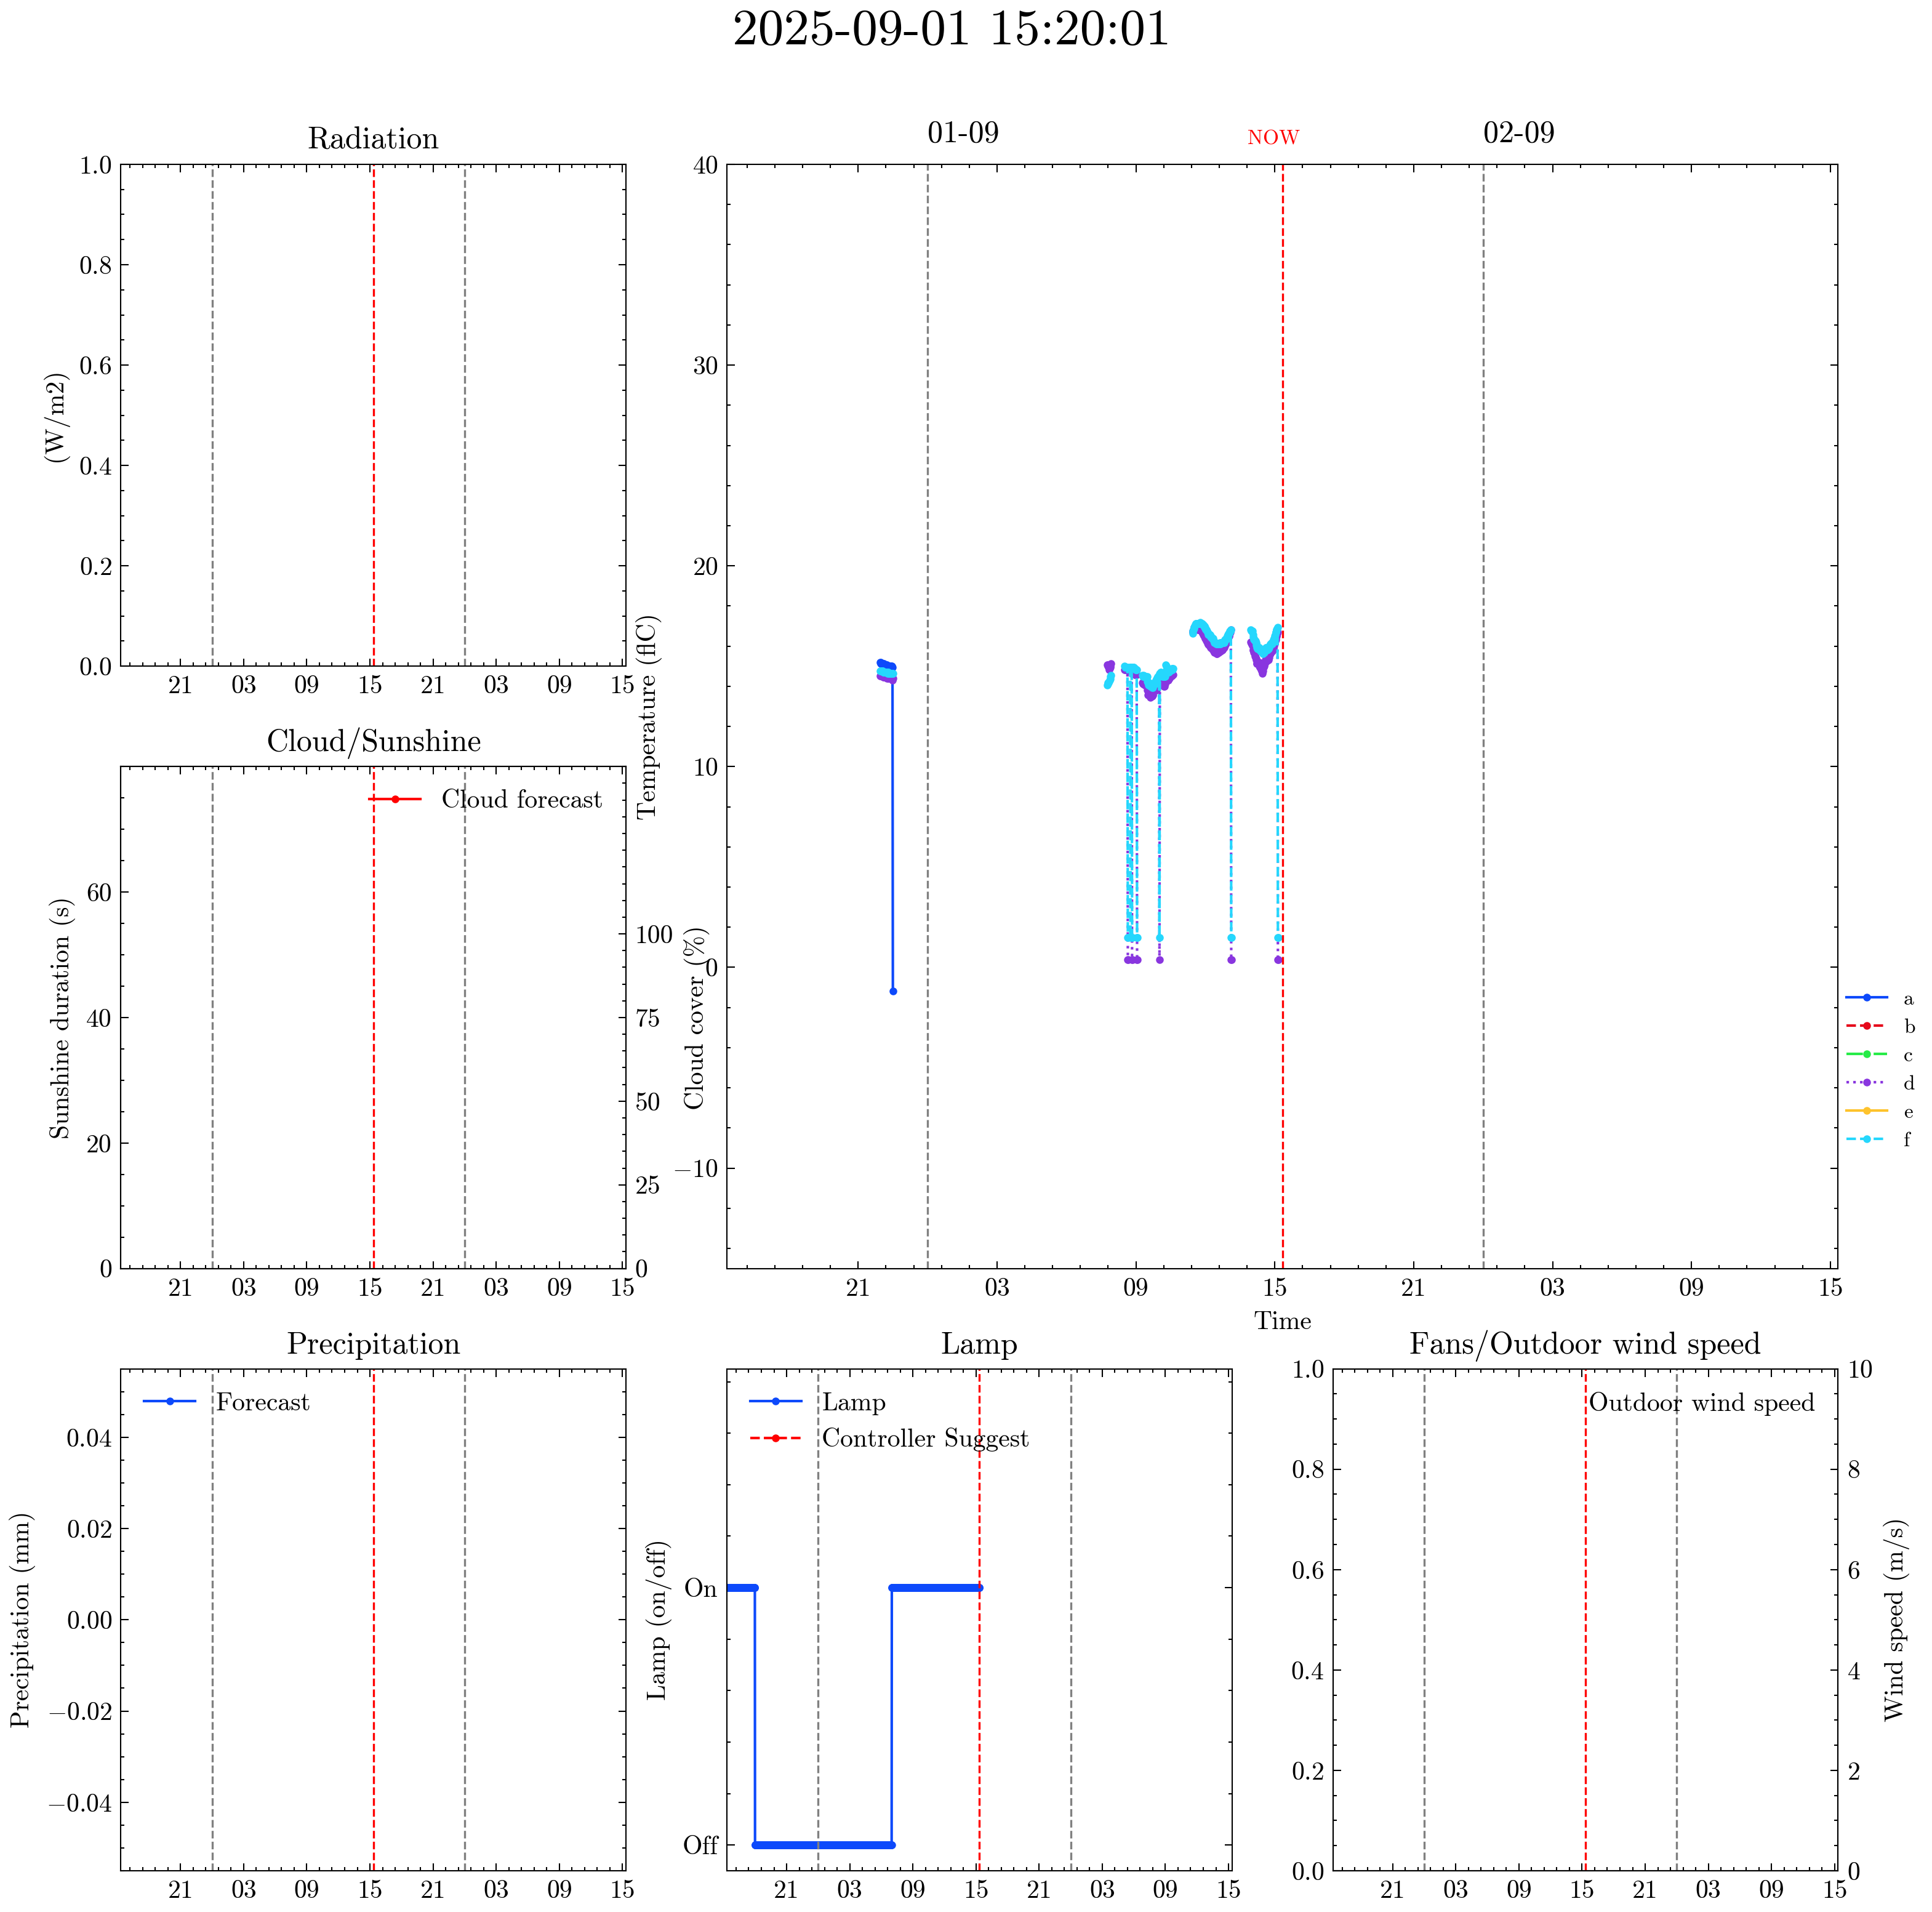 2025-09-01 15:20:01
Radiation
1.0
0.8
0.6
0.4
0.2
0.0
(W/m2)
21 03 09 15 21 03 09 15
01-09 NOW 02-09
40
30
20
10
0
−10
Temperature (flC)
21 03 09 15 21 03 09 15
Time
a
b
c
d
e
f
Cloud/Sunshine
Cloud forecast
60
40
20
0
Sunshine duration (s)
100
75
50
25
0
Cloud cover (%)
21 03 09 15 21 03 09 15
Precipitation
Forecast
0.04
0.02
0.00
−0.02
−0.04
Precipitation (mm)
21 03 09 15 21 03 09 15
Lamp
Lamp
Controller Suggest
On
Off
Lamp (on/off)
21 03 09 15 21 03 09 15
Fans/Outdoor wind speed
Outdoor wind speed
1.0
0.8
0.6
0.4
0.2
0.0
10
8
6
4
2
0
Wind speed (m/s)
21 03 09 15 21 03 09 15